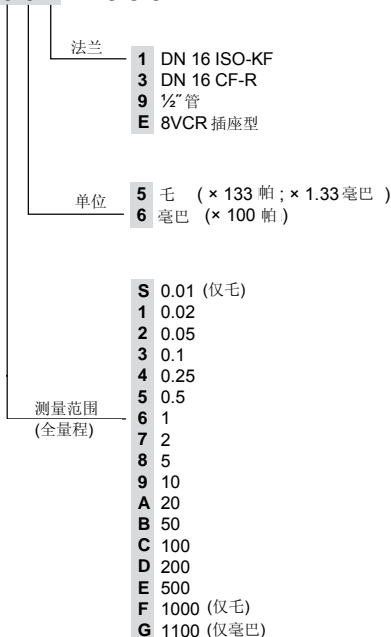 法兰
1 DN 16 ISO-KF
3 DN 16 CF-R
9 ½″管
E 8VCR 插座型
单位
5 毛 ( × 133 帕 ; × 1.33 毫巴 )
6 毫巴 (× 100 帕 )
测量范围
(全量程)
S 0.01 (仅毛)
1 0.02
2 0.05
3 0.1
4 0.25
5 0.5
6 1
7 2
8 5
9 10
A 20
B 50
C 100
D 200
E 500
F 1000 (仅毛)
G 1100 (仅毫巴)